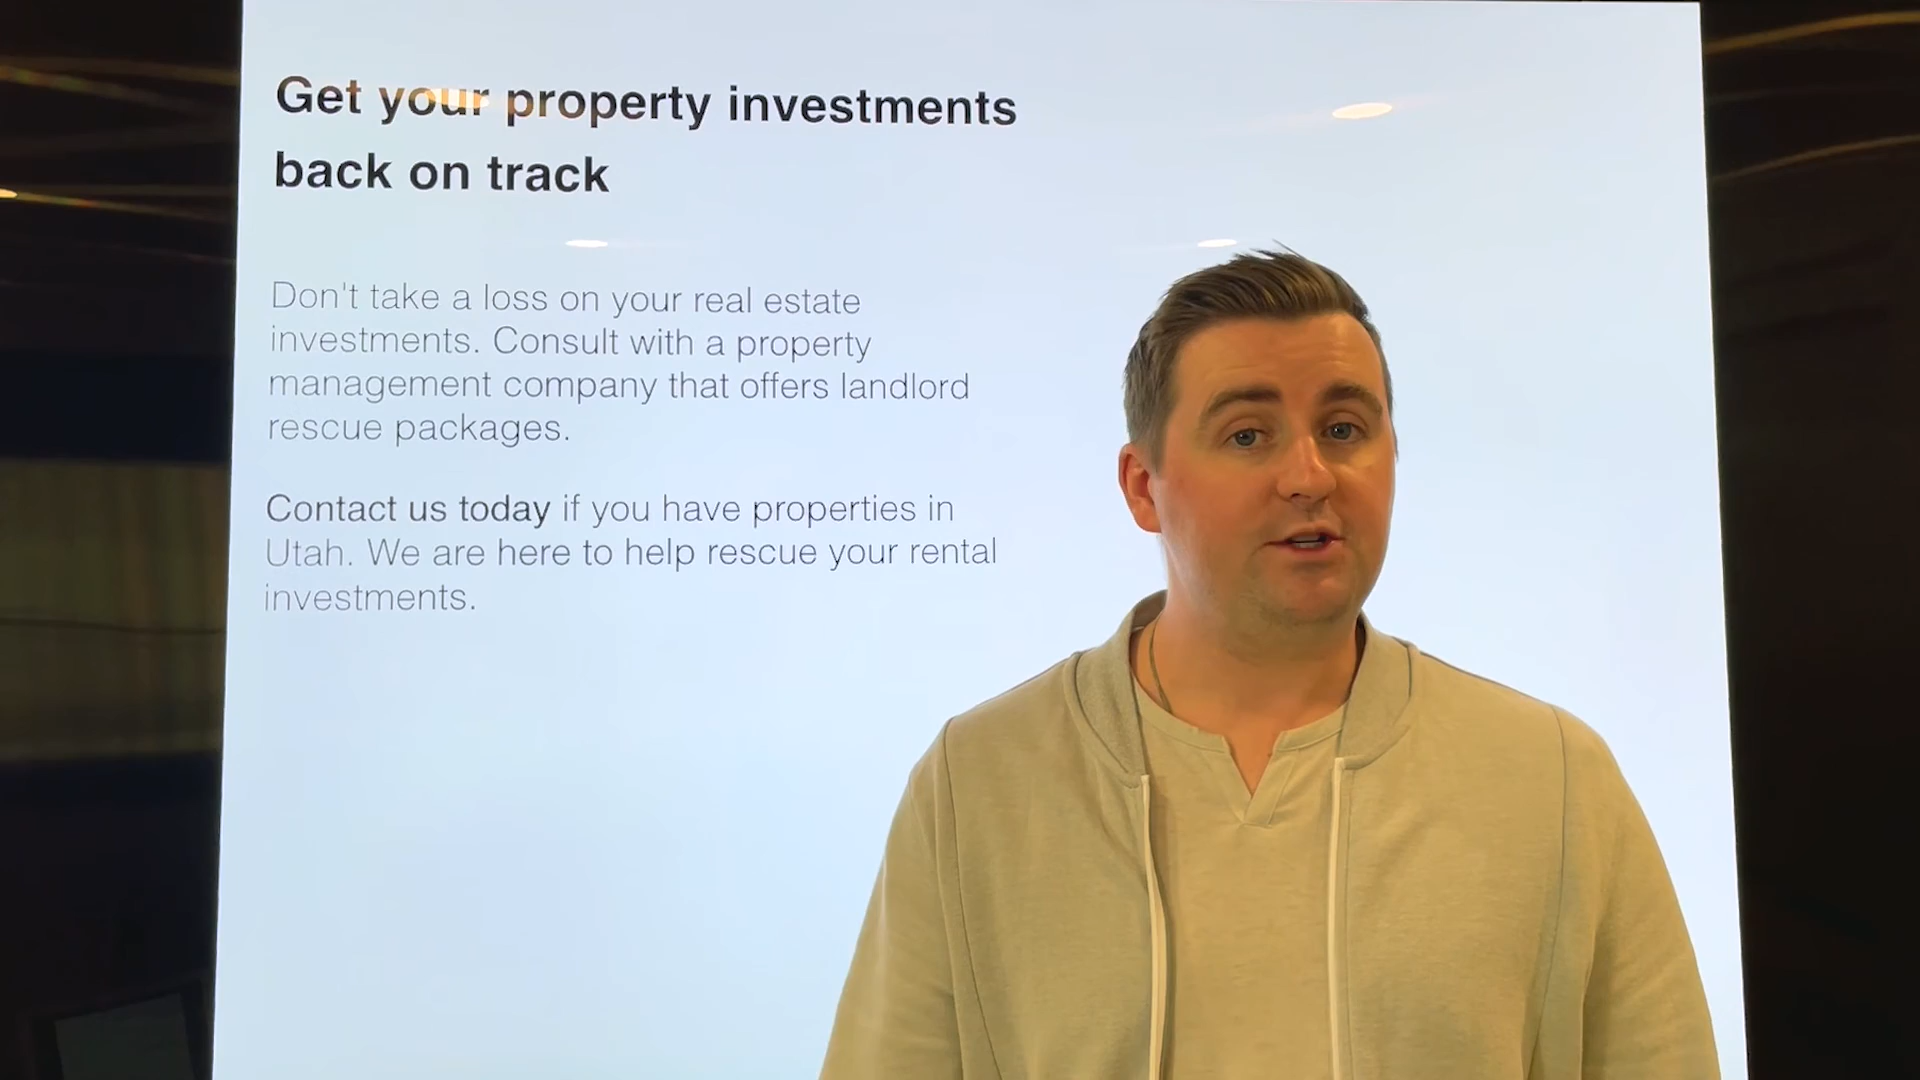 Get your property investments
back on track
Don't take a loss on your real estate
investments. Consult with a property
management company that offers landlord
rescue packages.
Contact us today if you have properties in
Utah. We are here to help rescue your rental
investments.